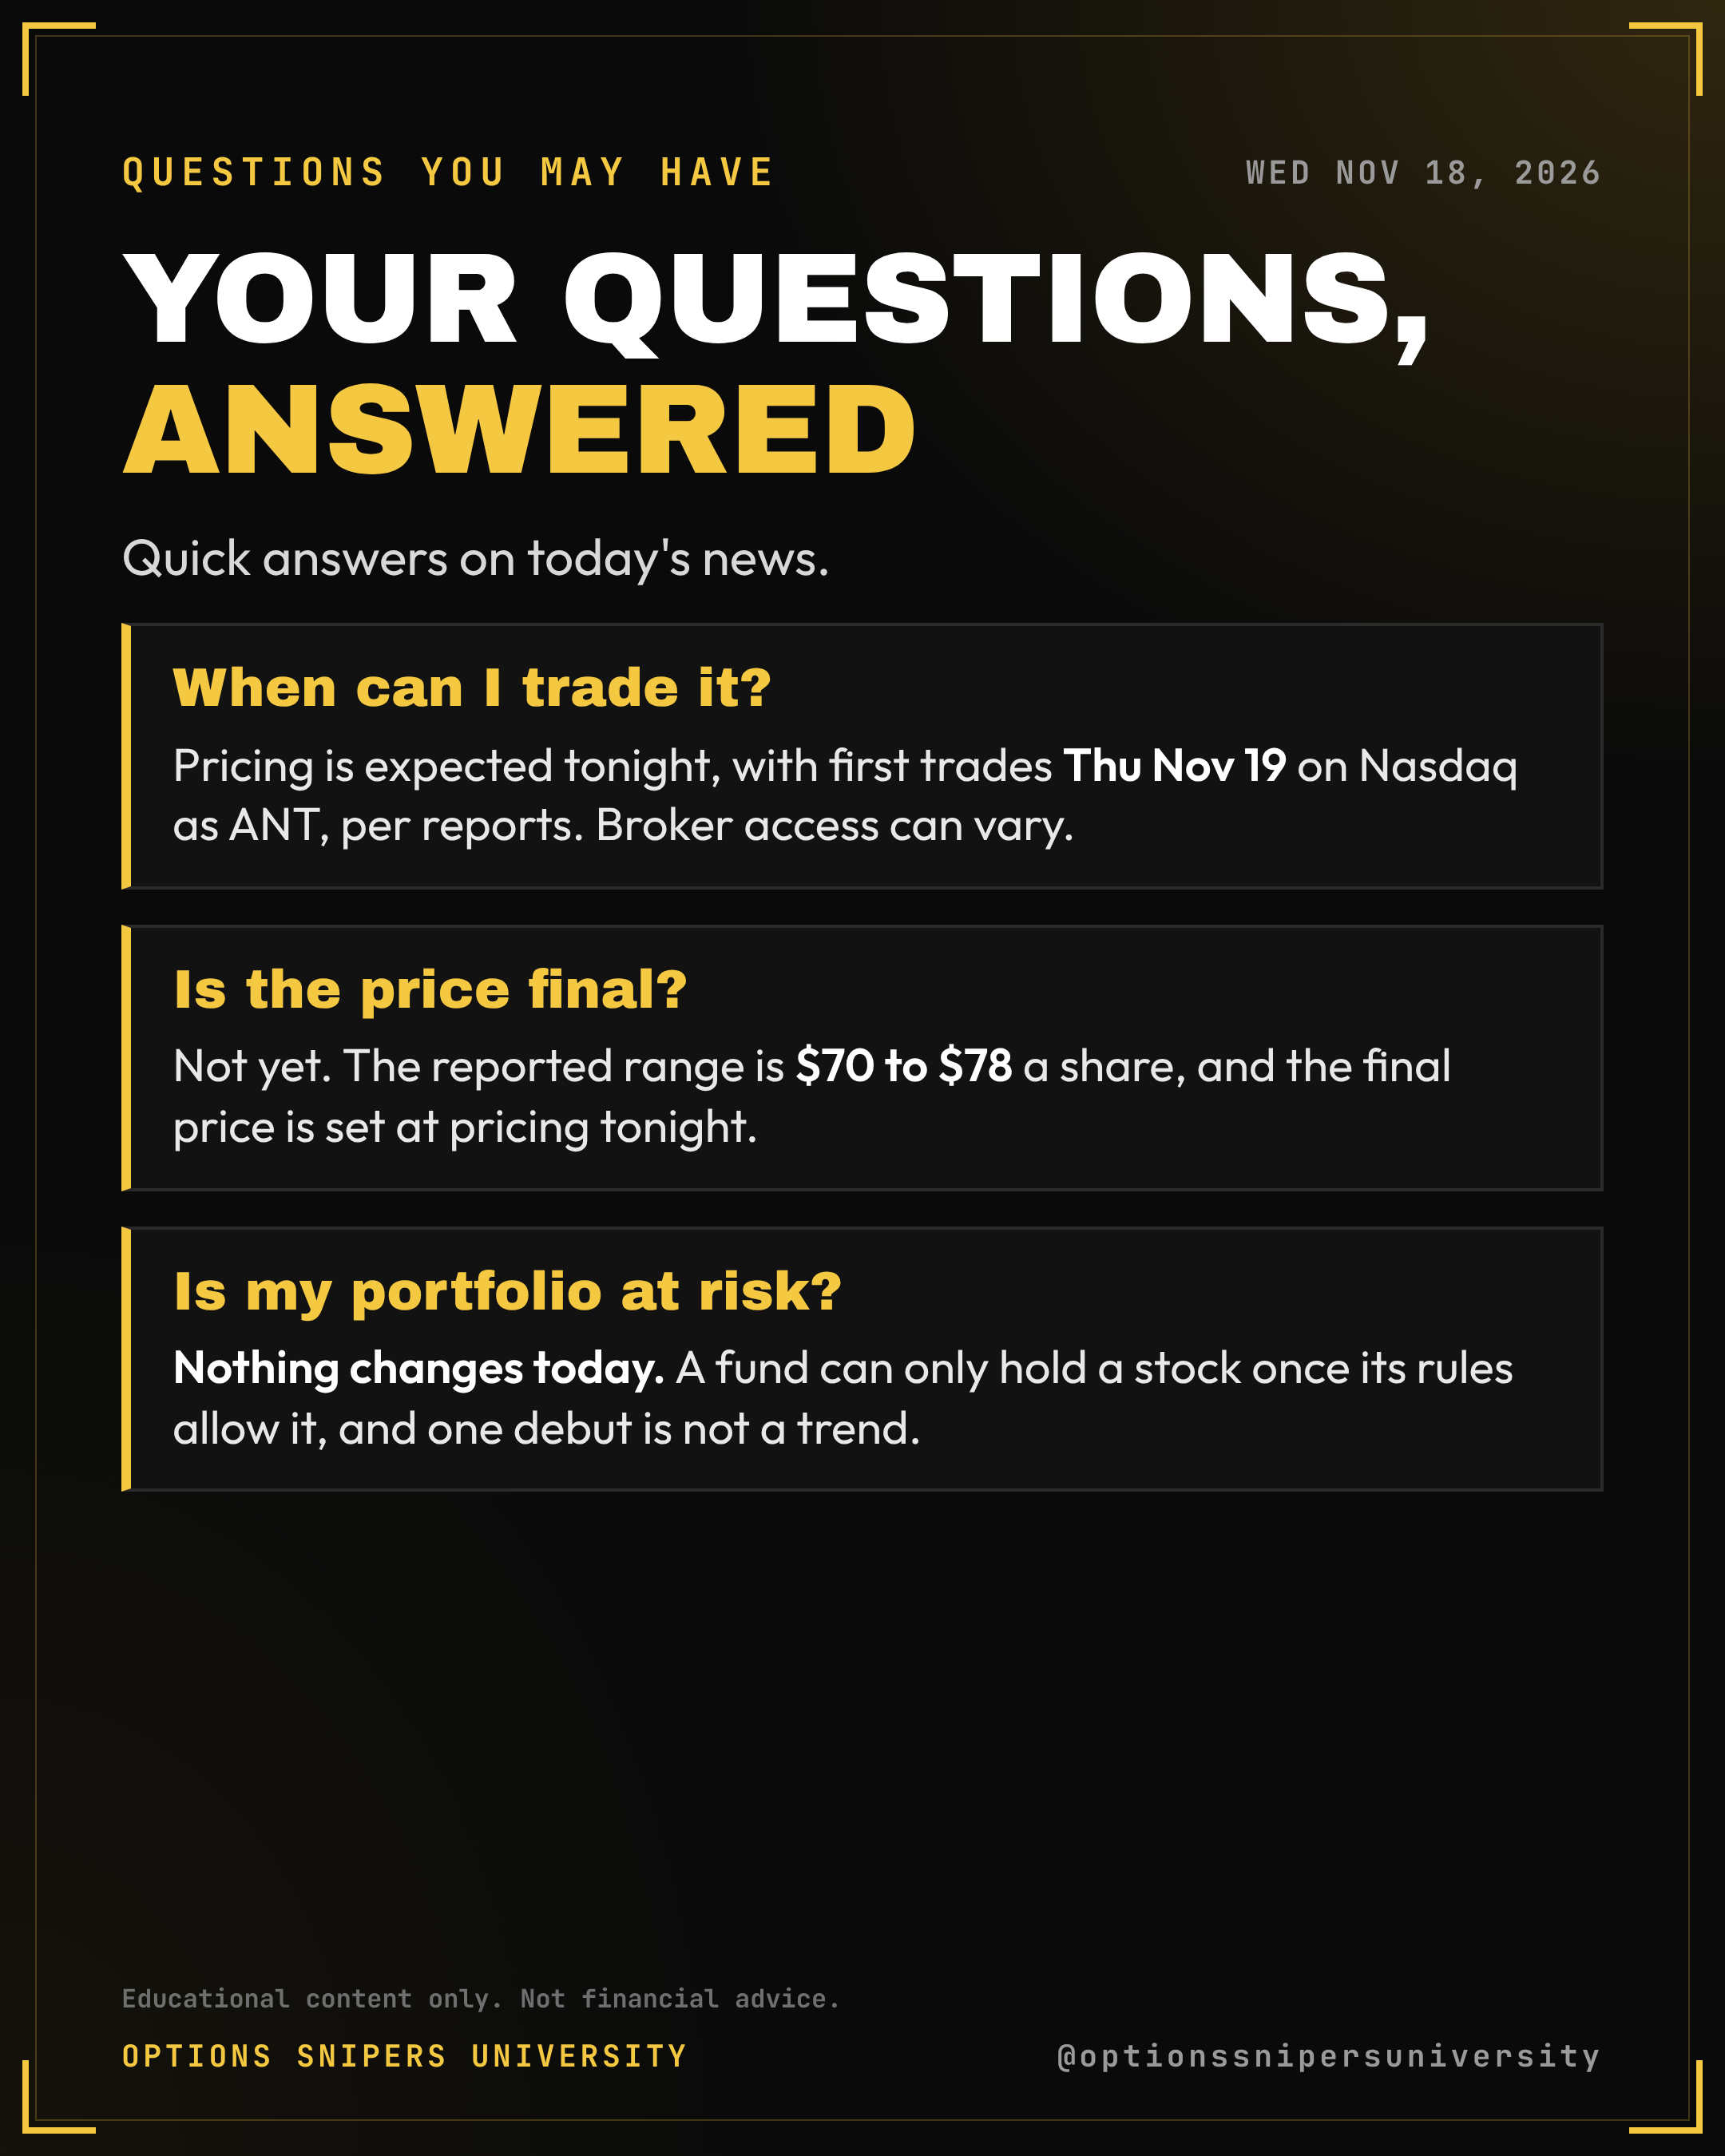 QUESTIONS YOU MAY HAVE
WED NOV 18, 2026
YOUR QUESTIONS,
ANSWERED
Quick answers on today's news.
When can I trade it?
Pricing is expected tonight, with first trades Thu Nov 19 on Nasdaq
as ANT, per reports. Broker access can vary.
Is the price final?
Not yet. The reported range is $70 to $78 a share, and the final
price is set at pricing tonight.
Is my portfolio at risk?
Nothing changes today. A fund can only hold a stock once its rules
allow it, and one debut is not a trend.
Educational content only. Not financial advice.
OPTIONS SNIPERS UNIVERSITY
@optionssnipersuniversity